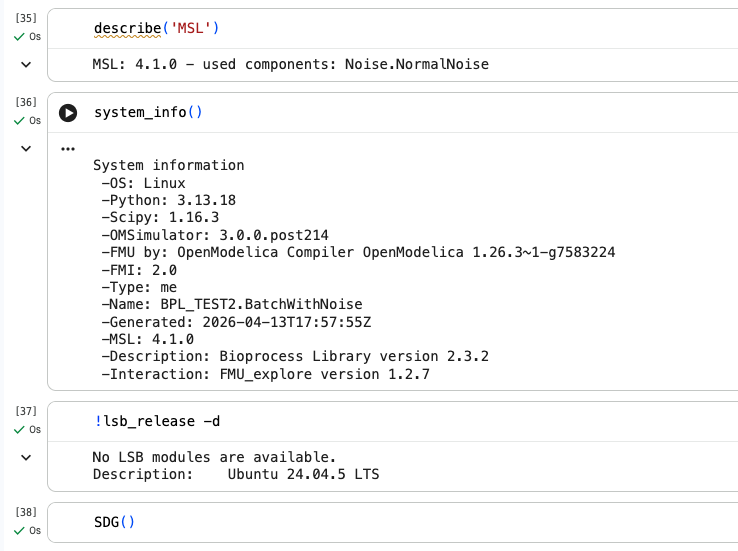 [35]
0s
describe('MSL')
MSL: 4.1.0 - used components: Noise.NormalNoise
[36]
0s
system_info()
...
System information
-OS: Linux
-Python: 3.13.18
-Scipy: 1.16.3
-OMSimulator: 3.0.0.post214
-FMU by: OpenModelica Compiler OpenModelica 1.26.3~1-g7583224
-FMI: 2.0
-Type: me
-Name: BPL_TEST2.BatchWithNoise
-Generated: 2026-04-13T17:57:55Z
-MSL: 4.1.0
-Description: Bioprocess Library version 2.3.2
-Interaction: FMU_explore version 1.2.7
[37]
0s
!lsb_release -d
No LSB modules are available.
Description:    Ubuntu 24.04.5 LTS
[38]
0s
SDG()